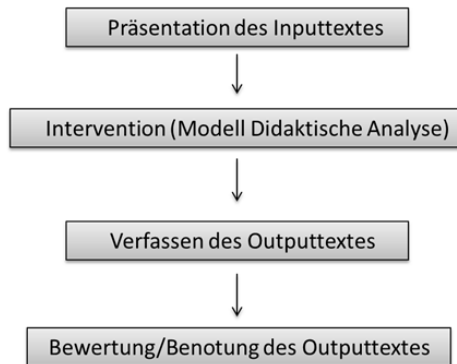 Präsentation des Inputtextes
Intervention (Modell Didaktische Analyse)
Verfassen des Outputtextes
Bewertung/Benotung des Outputtextes